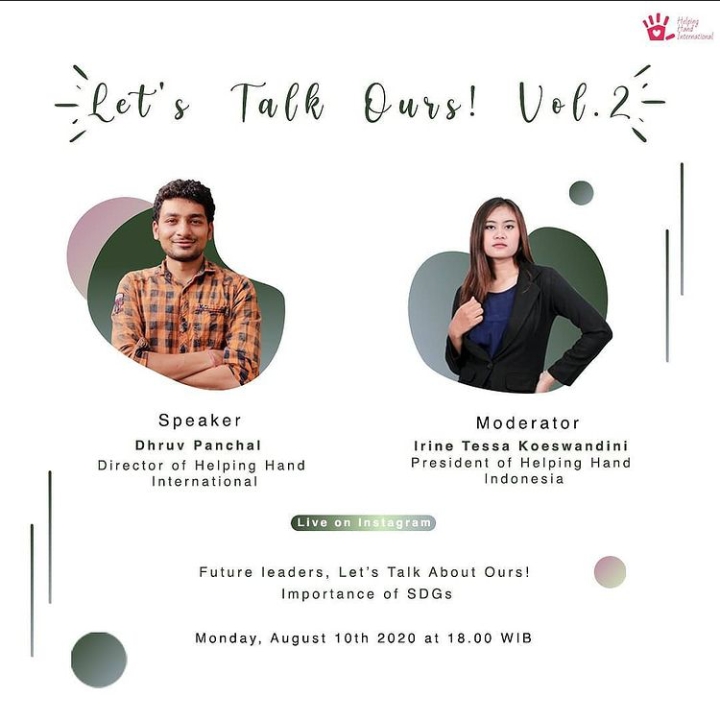 Helping
Hand
International
Let's Talk Ours! Vol.2
Speaker
Dhruv Panchal
Director of Helping Hand
International
Moderator
Irine Tessa Koeswandini
President of Helping Hand
Indonesia
Live on Instagram
Future leaders, Let's Talk About Ours!
Importance of SDGs
Monday, August 10th 2020 at 18.00 WIB